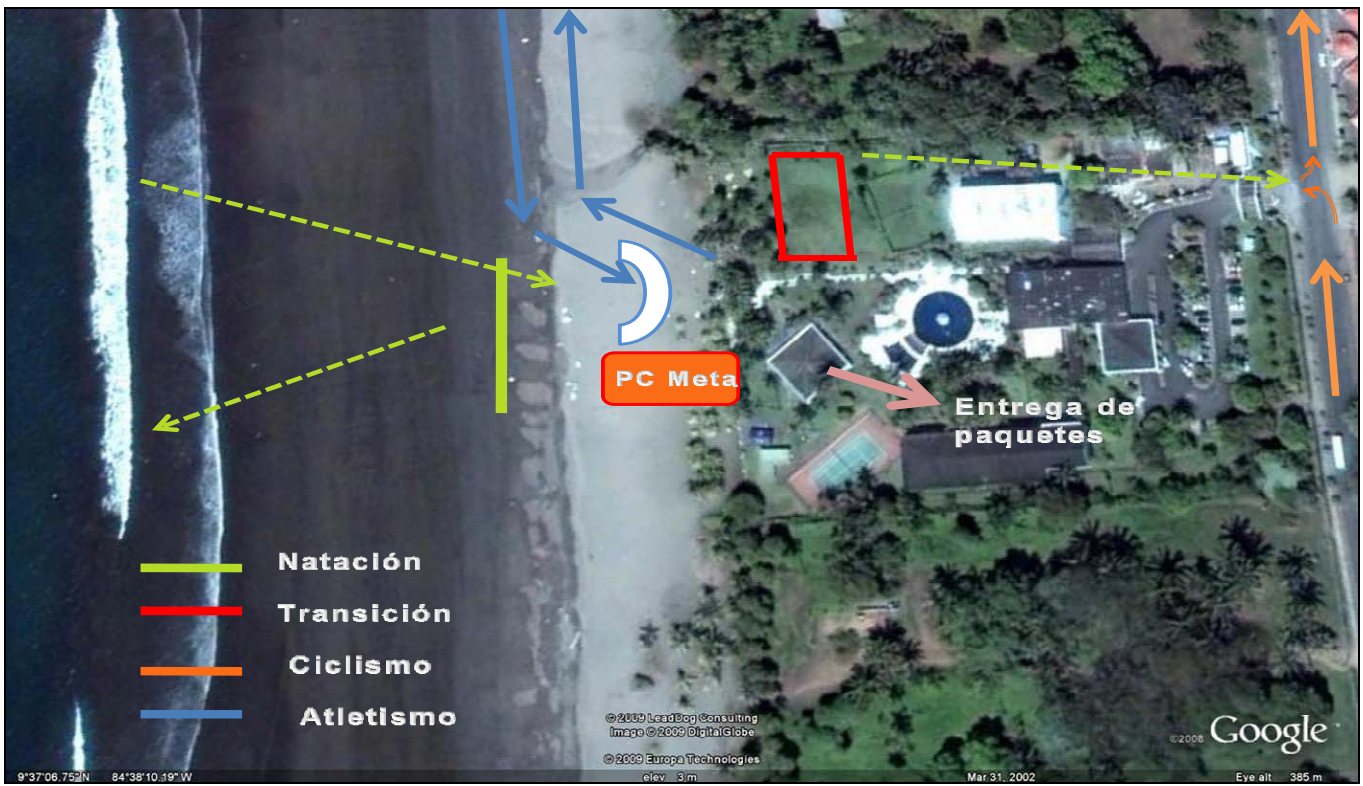 PC Meta
Entrega de
paquetes
Natación
Transición
Ciclismo
Atletismo
© 2009 LeadDog Consulting
Image © 2009 DigitalGlobe
© 2009 Europa Technologies
©2008 Google
9°37'06.75" N 84°38'10.19" W elev 3 m Mar 31, 2002 Eye alt 385 m